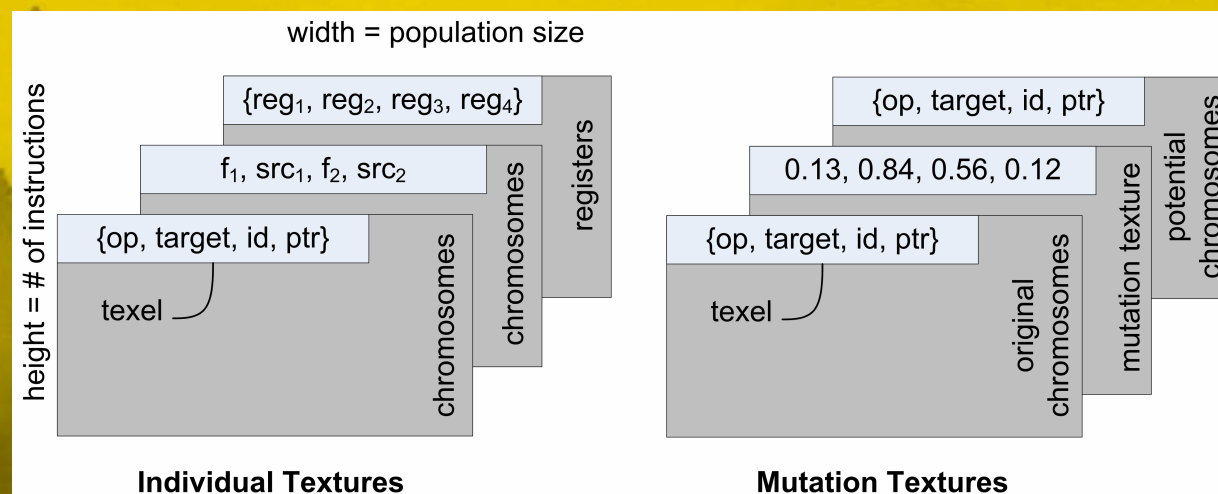 width = population size
height = # of instructions
{reg₁, reg₂, reg₃, reg₄}
registers
f₁, src₁, f₂, src₂
chromosomes
{op, target, id, ptr}
texel
chromosomes
Individual Textures
{op, target, id, ptr}
potential
chromosomes
0.13, 0.84, 0.56, 0.12
mutation texture
{op, target, id, ptr}
texel
original
chromosomes
Mutation Textures